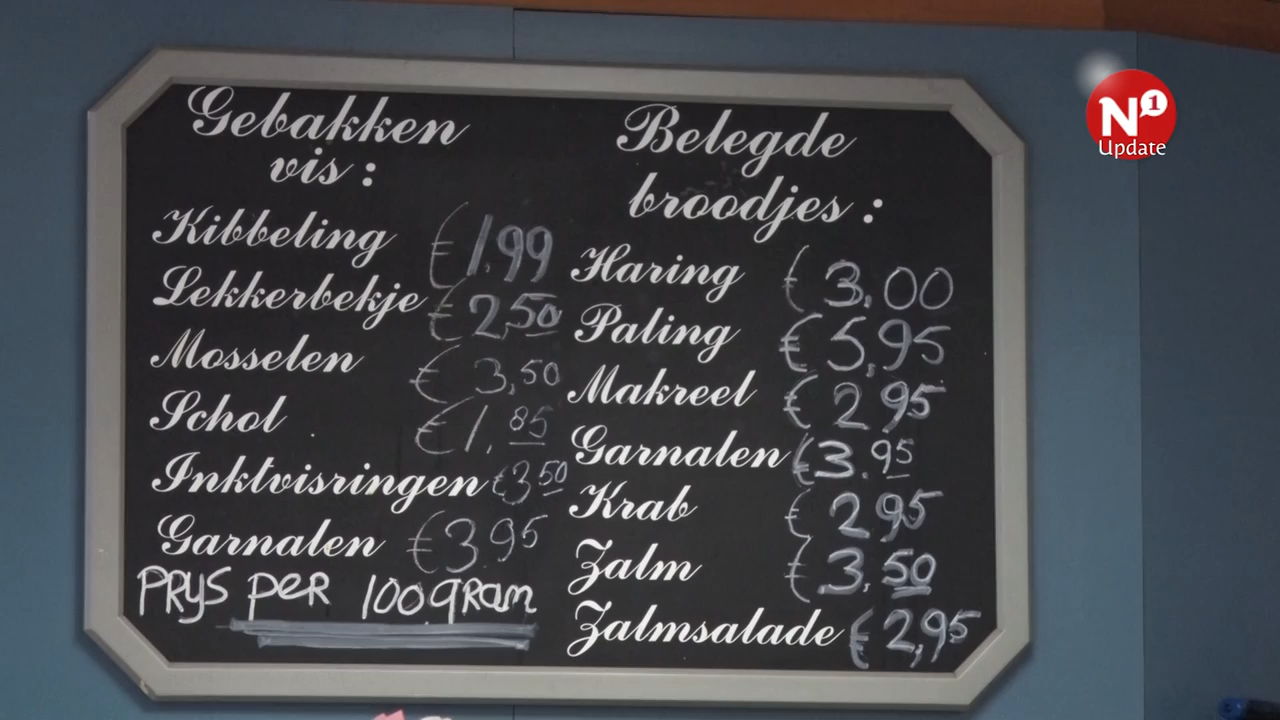 Gebakken
vis :
Kibbeling € 1,99
Lekkerbekje € 2,50
Mosselen € 3,50
Schol € 1,85
Inktvisringen € 3,50
Garnalen € 3,95
PRYS PER 100 gRam
Belegde
broodjes :
Haring € 3,00
Paling € 5,95
Makreel € 2,95
Garnalen € 3.95
Krab € 2,95
Zalm € 3,50
Zalmsalade € 2,95
N1
Update